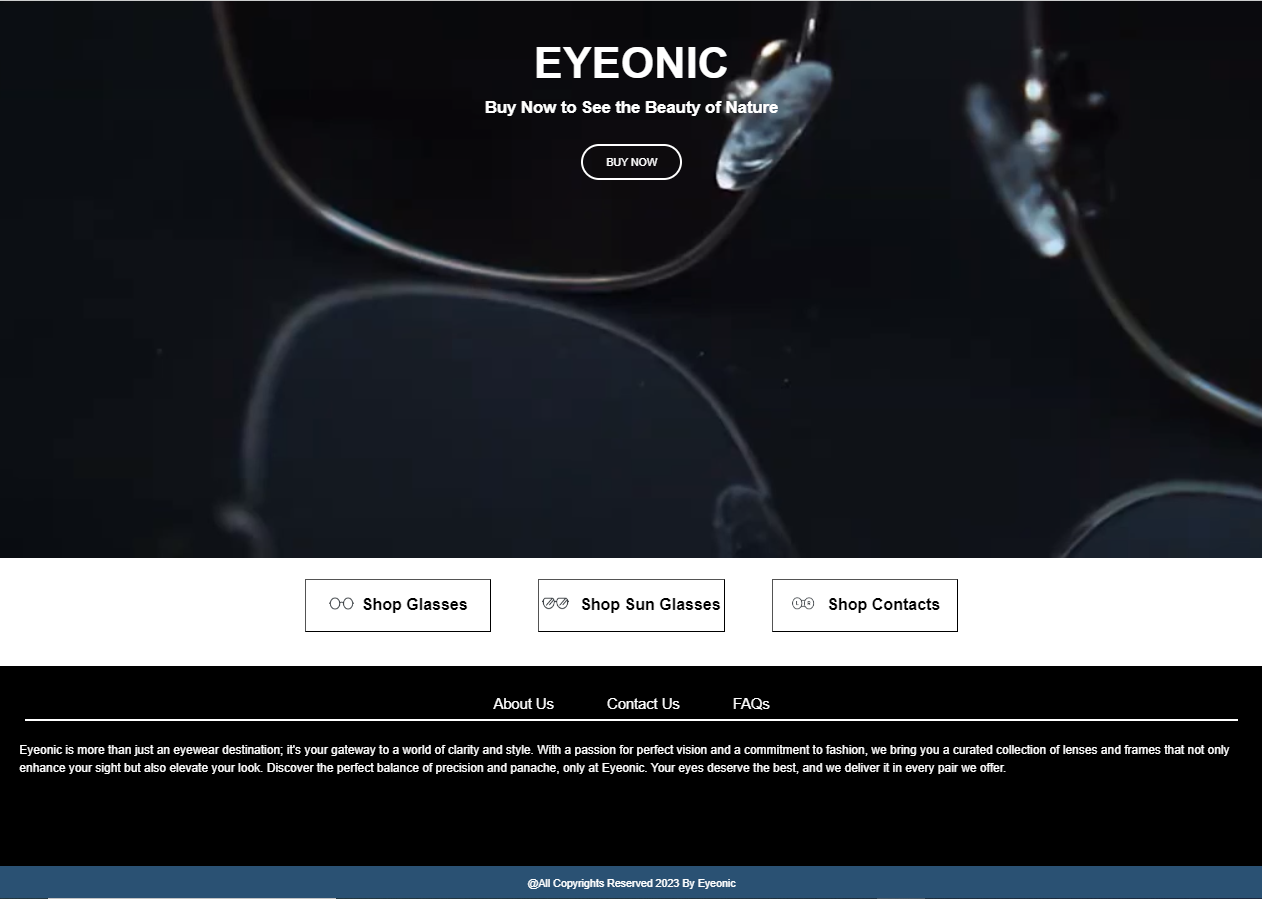 EYEONIC
Buy Now to See the Beauty of Nature
BUY NOW
Shop Glasses
Shop Sun Glasses
L R Shop Contacts
About Us Contact Us FAQs
Eyeonic is more than just an eyewear destination; it's your gateway to a world of clarity and style. With a passion for perfect vision and a commitment to fashion, we bring you a curated collection of lenses and frames that not only
enhance your sight but also elevate your look. Discover the perfect balance of precision and panache, only at Eyeonic. Your eyes deserve the best, and we deliver it in every pair we offer.
@All Copyrights Reserved 2023 By Eyeonic